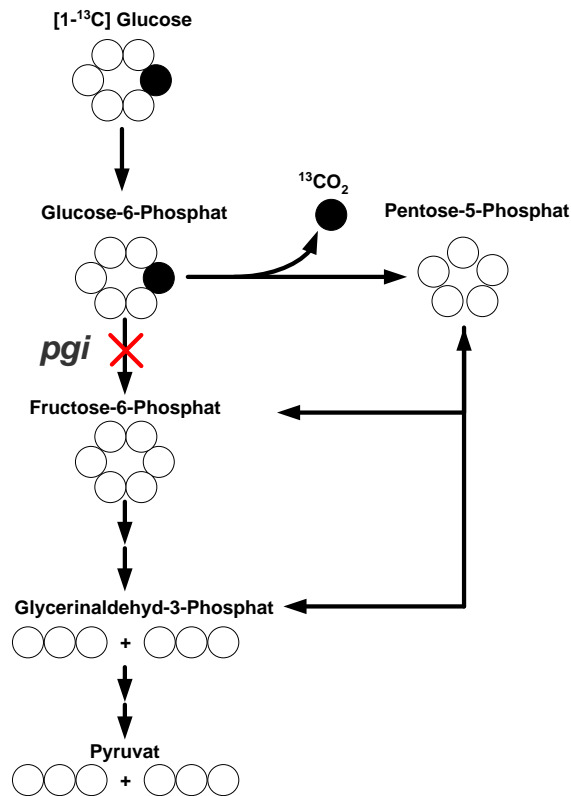 [1-¹³C] Glucose
¹³CO₂
Glucose-6-Phosphat
Pentose-5-Phosphat
pgi
Fructose-6-Phosphat
Glycerinaldehyd-3-Phosphat
+
Pyruvat
+